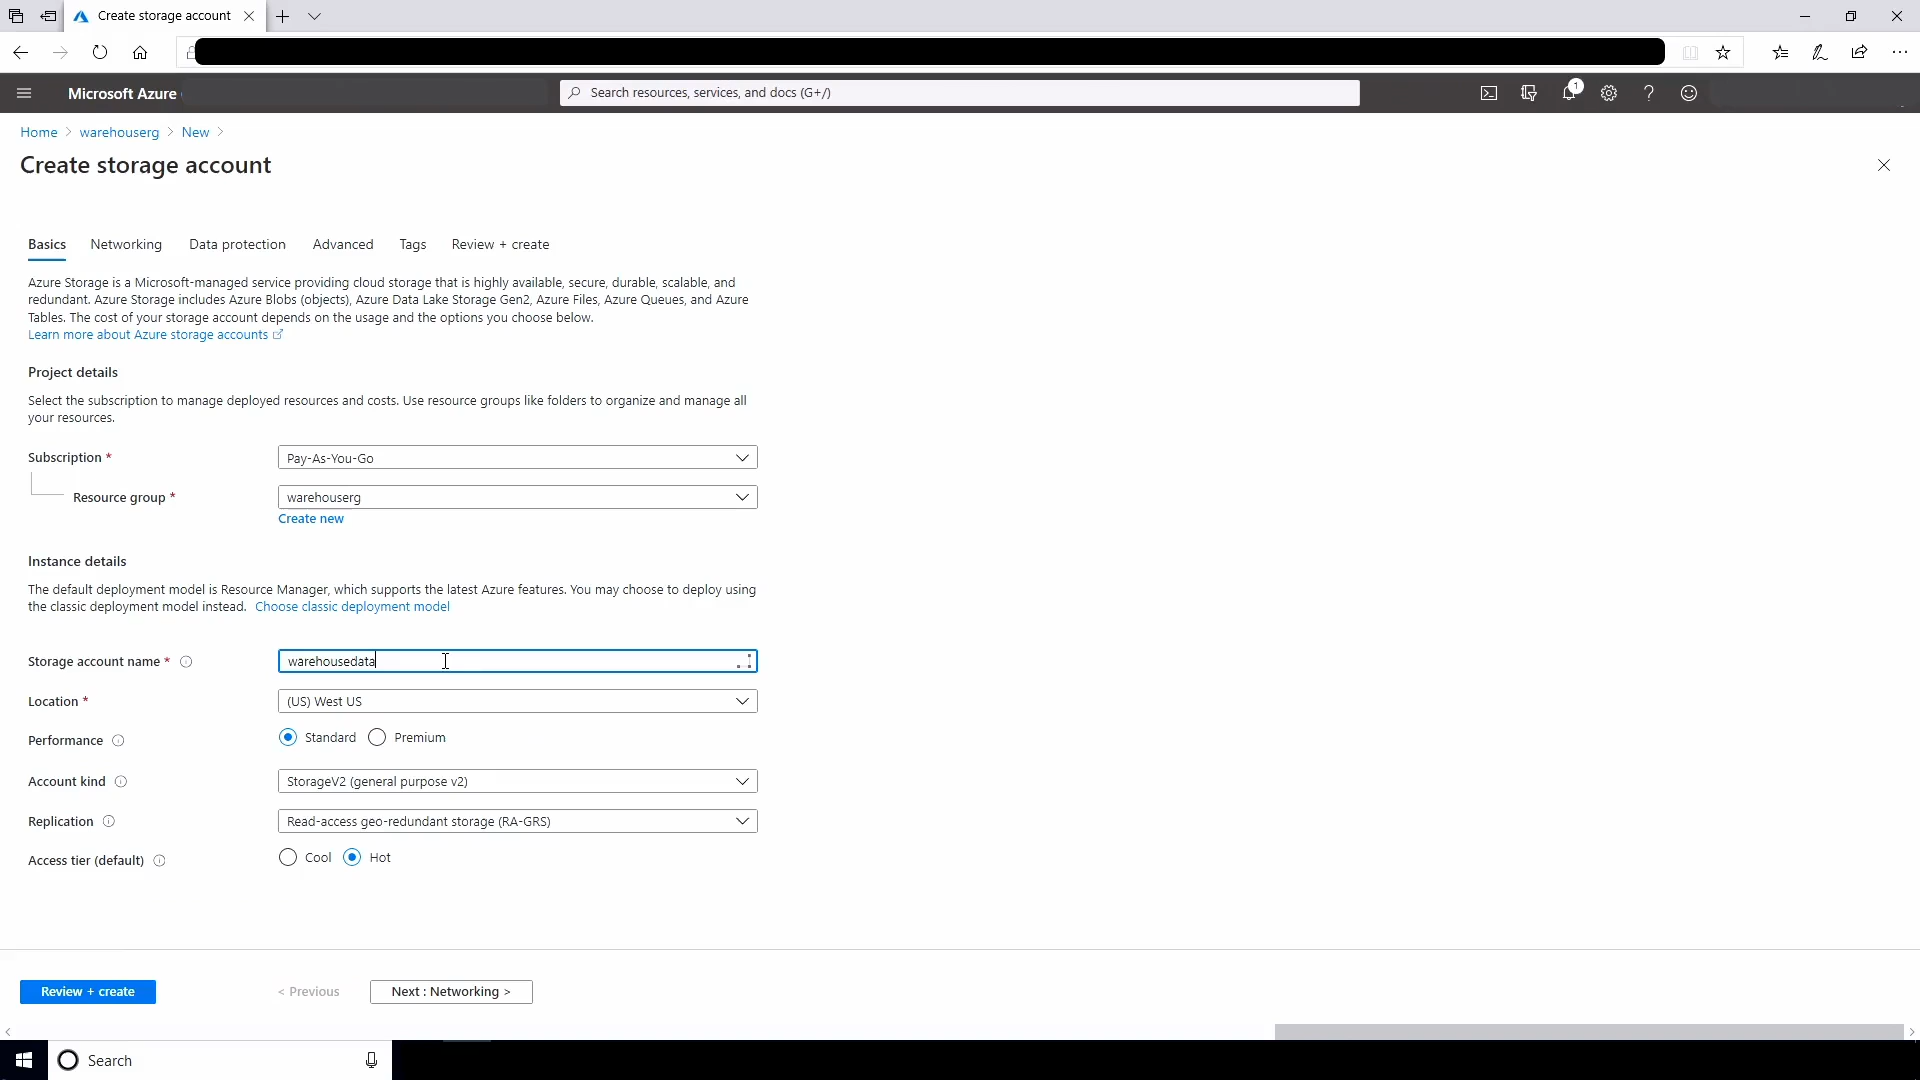 Create storage account
Microsoft Azure
Search resources, services, and docs (G+/)
1
Home > warehouserg > New >
Create storage account
Basics Networking Data protection Advanced Tags Review + create
Azure Storage is a Microsoft-managed service providing cloud storage that is highly available, secure, durable, scalable, and
redundant. Azure Storage includes Azure Blobs (objects), Azure Data Lake Storage Gen2, Azure Files, Azure Queues, and Azure
Tables. The cost of your storage account depends on the usage and the options you choose below.
Learn more about Azure storage accounts
Project details
Select the subscription to manage deployed resources and costs. Use resource groups like folders to organize and manage all
your resources.
Subscription * Pay-As-You-Go
Resource group * warehouserg
Create new
Instance details
The default deployment model is Resource Manager, which supports the latest Azure features. You may choose to deploy using
the classic deployment model instead. Choose classic deployment model
Storage account name * warehousedata
Location * (US) West US
Performance Standard Premium
Account kind StorageV2 (general purpose v2)
Replication Read-access geo-redundant storage (RA-GRS)
Access tier (default) Cool Hot
Review + create < Previous Next : Networking >
Search